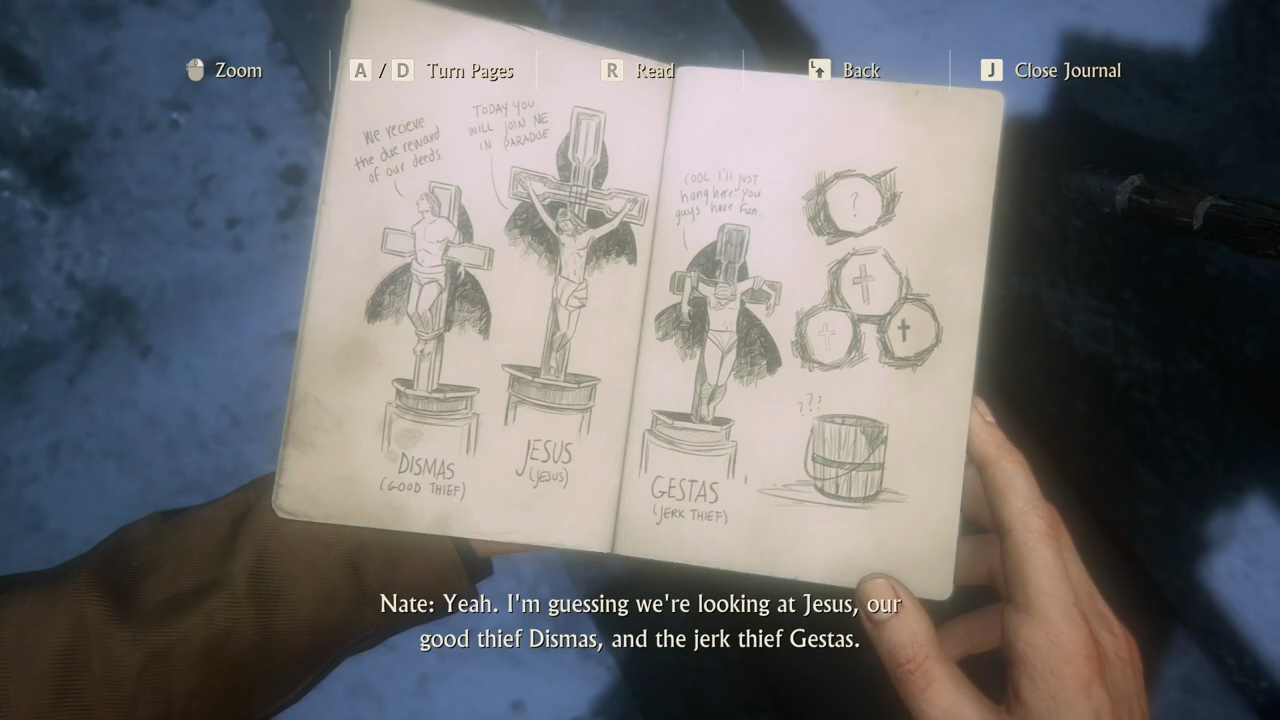 Zoom
A / D Turn Pages
R Read
L Back
J Close Journal
We recieve
the due reward
of our deeds
TODAY YOU
WILL JOIN ME
IN PARADISE
COOL I'LL JUST
hang here. you
guys have fun...
?
???
DISMAS
(GOOD THIEF)
JESUS
(JESUS)
GESTAS
(JERK THIEF)
Nate: Yeah. I'm guessing we're looking at Jesus, our
good thief Dismas, and the jerk thief Gestas.